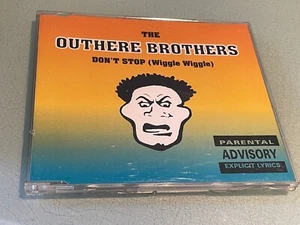 THE
OUTHERE BROTHERS
DON'T STOP (Wiggle Wiggle)
PARENTAL
ADVISORY
EXPLICIT LYRICS